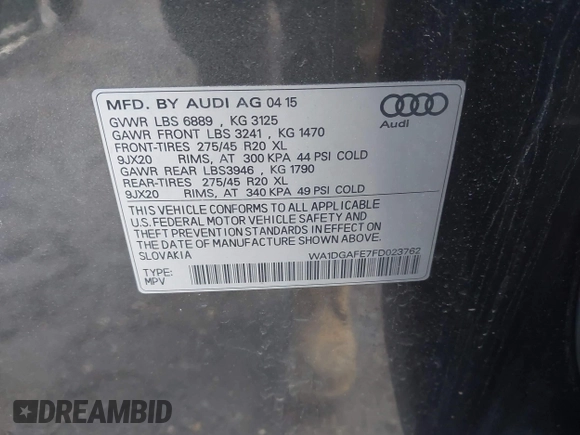 MFD. BY AUDI AG 04 15
GVWR LBS 6889 , KG 3125
GAWR FRONT LBS 3241 , KG 1470
FRONT-TIRES 275/45 R20 XL
9JX20 RIMS, AT 300 KPA 44 PSI COLD
GAWR REAR LBS3946 , KG 1790
REAR-TIRES 275/45 R20 XL
9JX20 RIMS, AT 340 KPA 49 PSI COLD
Audi
THIS VEHICLE CONFORMS TO ALL APPLICABLE
U.S. FEDERAL MOTOR VEHICLE SAFETY AND
THEFT PREVENTION STANDARDS IN EFFECT ON
THE DATE OF MANUFACTURE SHOWN ABOVE.
SLOVAKIA
WA1DGAFE7FD023762
TYPE:
MPV
DREAMBID